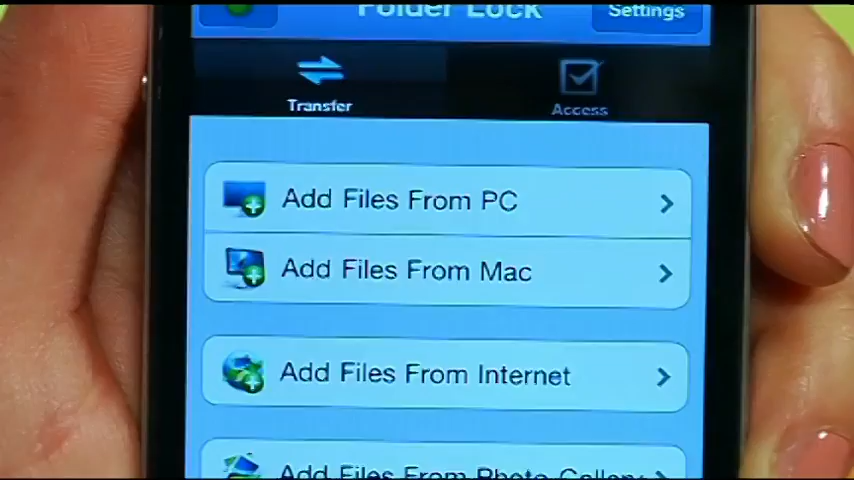 Folder Lock
Settings
Transfer
Access
Add Files From PC
Add Files From Mac
Add Files From Internet
Add Files From Photo Gallery